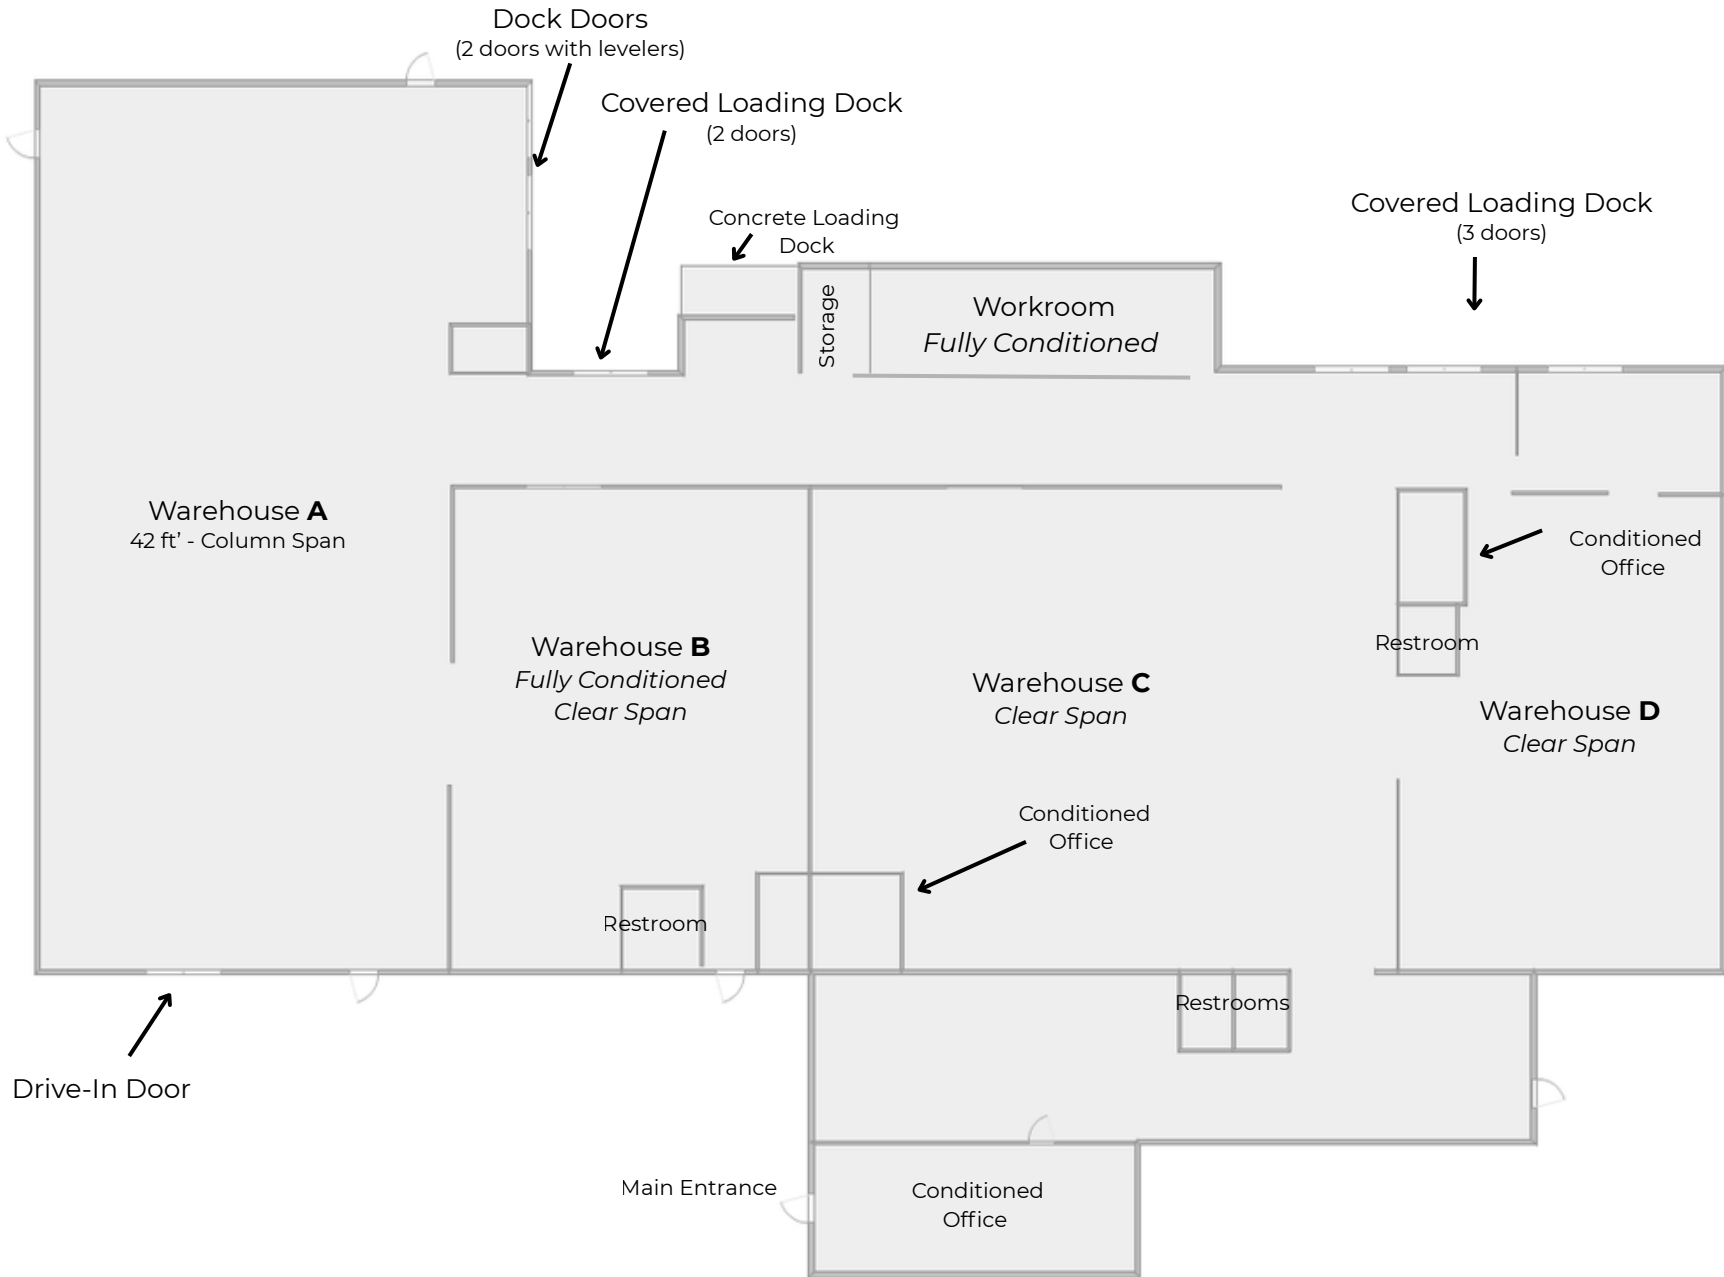 Dock Doors
(2 doors with levelers)
Covered Loading Dock
(2 doors)
Concrete Loading
Dock
Covered Loading Dock
(3 doors)
Storage
Workroom
Fully Conditioned
Warehouse A
42 ft’ - Column Span
Conditioned
Office
Restroom
Warehouse B
Fully Conditioned
Clear Span
Warehouse C
Clear Span
Warehouse D
Clear Span
Conditioned
Office
Restroom
Restrooms
Drive-In Door
Main Entrance
Conditioned
Office